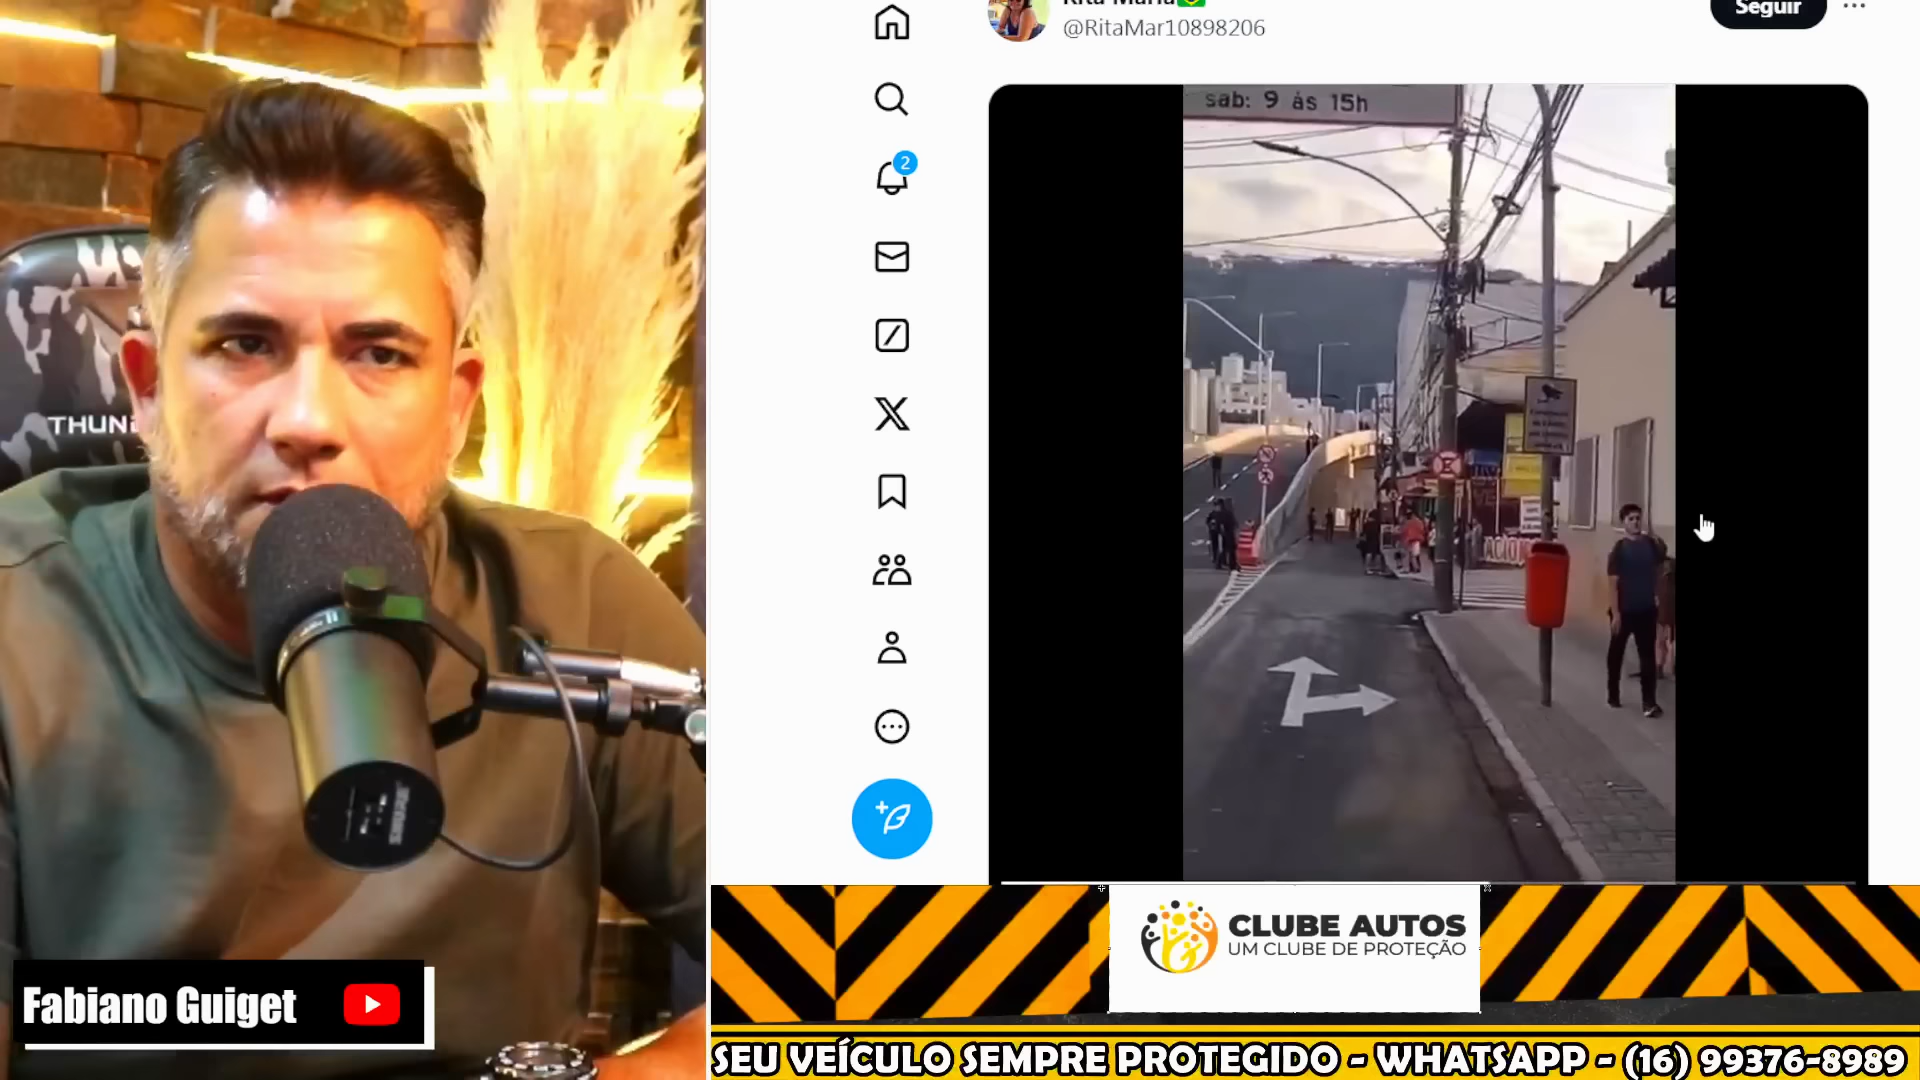 THUN
SHURE
Fabiano Guiget
Seguir
@RitaMar10898206
2
sab: 9 às 15h
CLUBE AUTOS
UM CLUBE DE PROTEÇÃO
SEU VEÍCULO SEMPRE PROTEGIDO - WHATSAPP - (16) 99376-8989